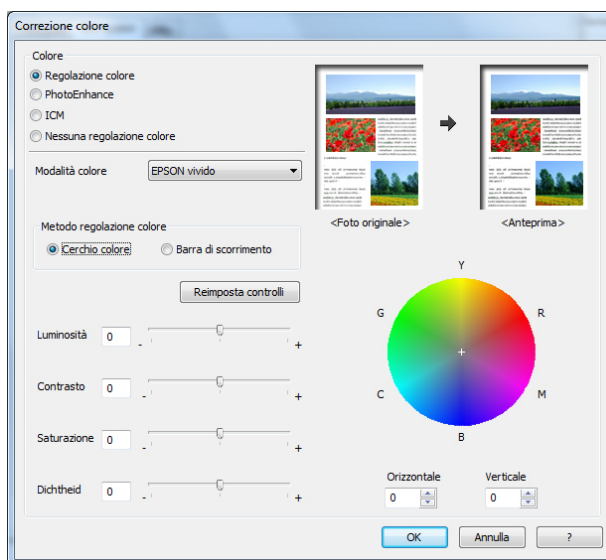 Correzione colore
Colore
Regolazione colore
PhotoEnhance
ICM
Nessuna regolazione colore
Modalità colore EPSON vivido
<Foto originale> <Anteprima>
Metodo regolazione colore
Cerchio colore Barra di scorrimento
Reimposta controlli
Y
G R
C M
B
Luminosità 0 - +
Contrasto 0 - +
Saturazione 0 - +
Dichtheid 0 - +
Orizzontale Verticale
0 0
OK Annulla ?